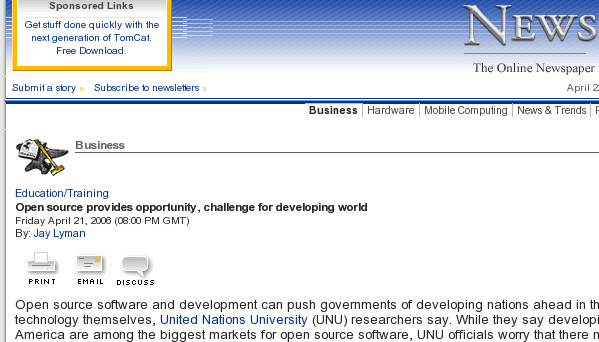 Sponsored Links
Get stuff done quickly with the
next generation of TomCat.
Free Download.
NEWS
The Online Newspaper
Submit a story » Subscribe to newsletters »
April 2
Business | Hardware | Mobile Computing | News & Trends |
Business
Education/Training
Open source provides opportunity, challenge for developing world
Friday April 21, 2006 (08:00 PM GMT)
By: Jay Lyman
PRINT EMAIL DISCUSS
Open source software and development can push governments of developing nations ahead in th
technology themselves, United Nations University (UNU) researchers say. While they say developi
America are among the biggest markets for open source software, UNU officials worry that there